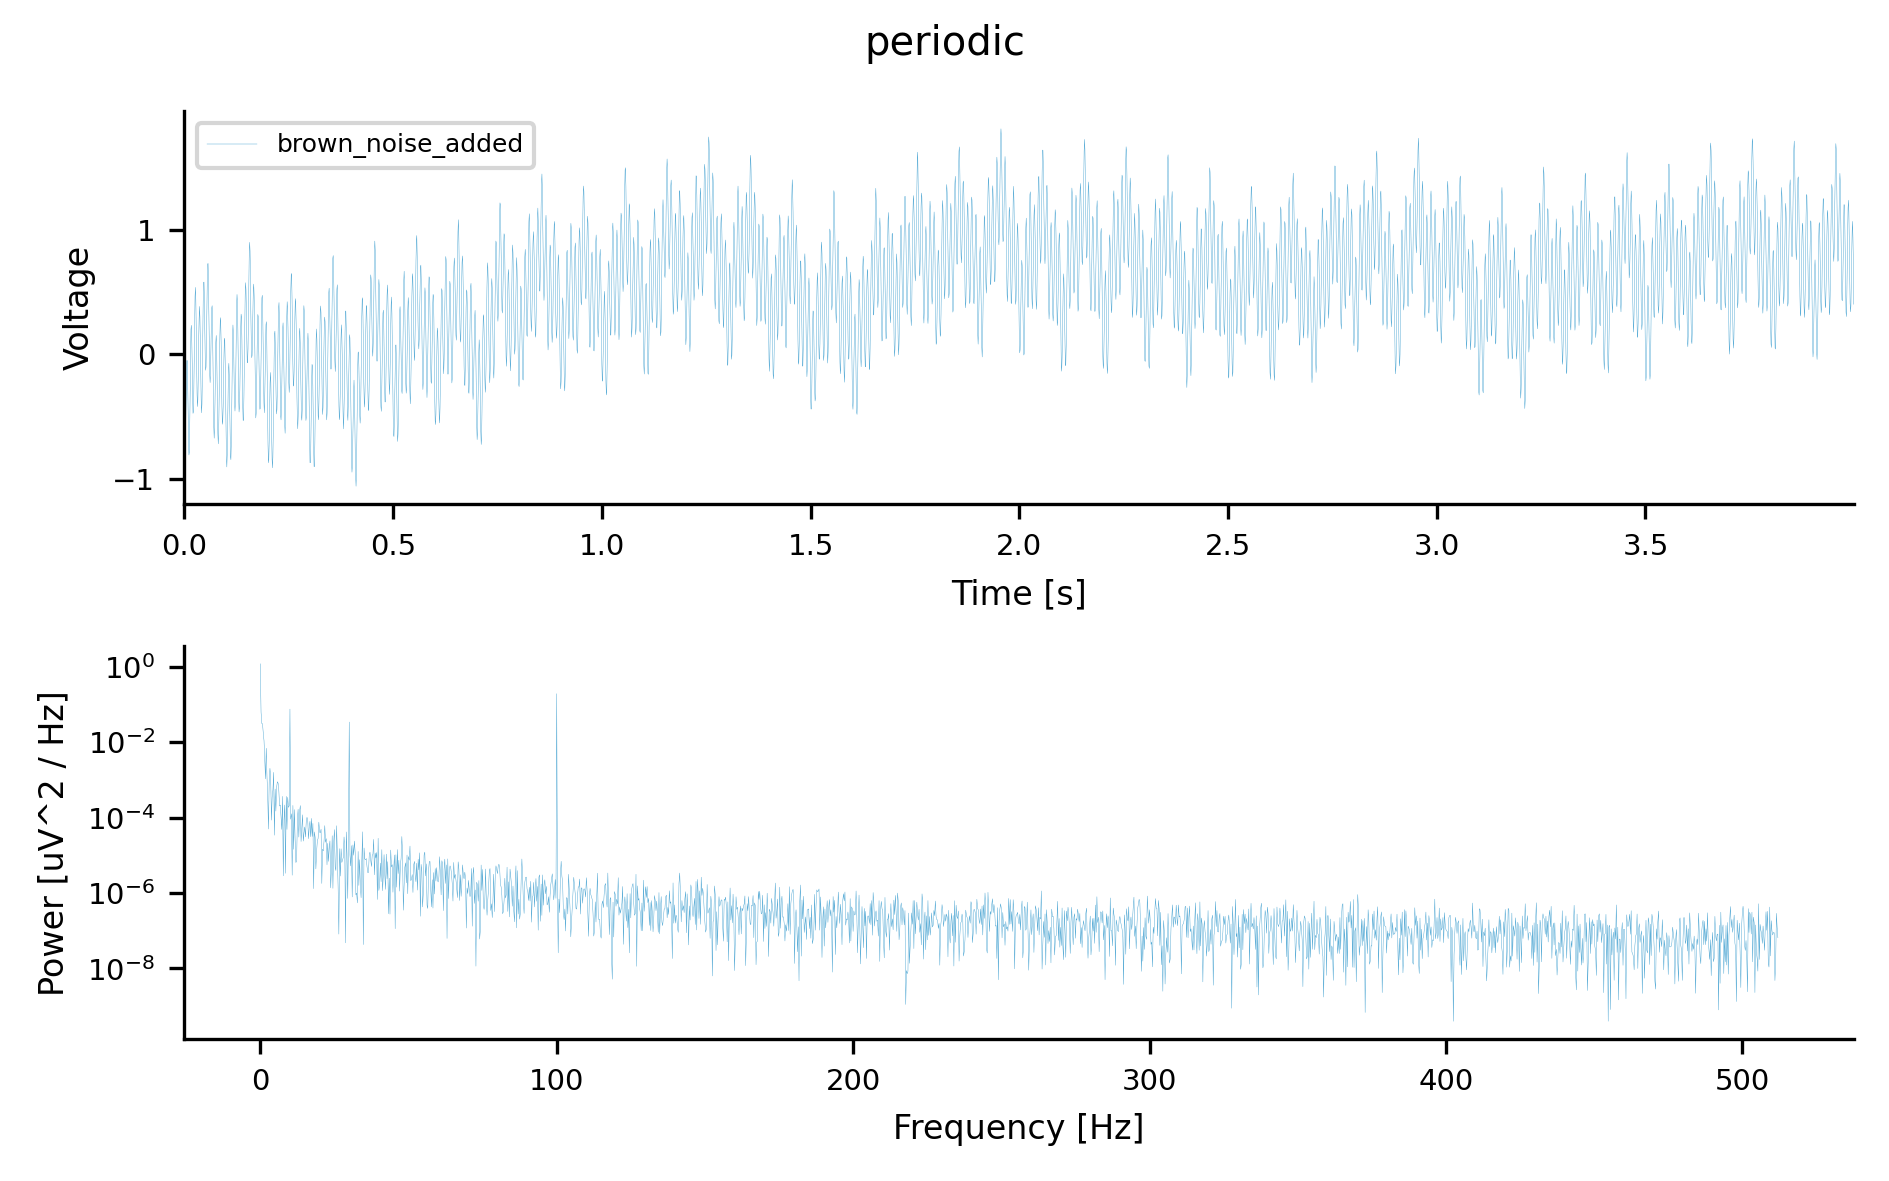 periodic
brown_noise_added
Voltage
1
0
−1
0.0 0.5 1.0 1.5 2.0 2.5 3.0 3.5
Time [s]
Power [uV^2 / Hz]
10⁰
10⁻²
10⁻⁴
10⁻⁶
10⁻⁸
0 100 200 300 400 500
Frequency [Hz]